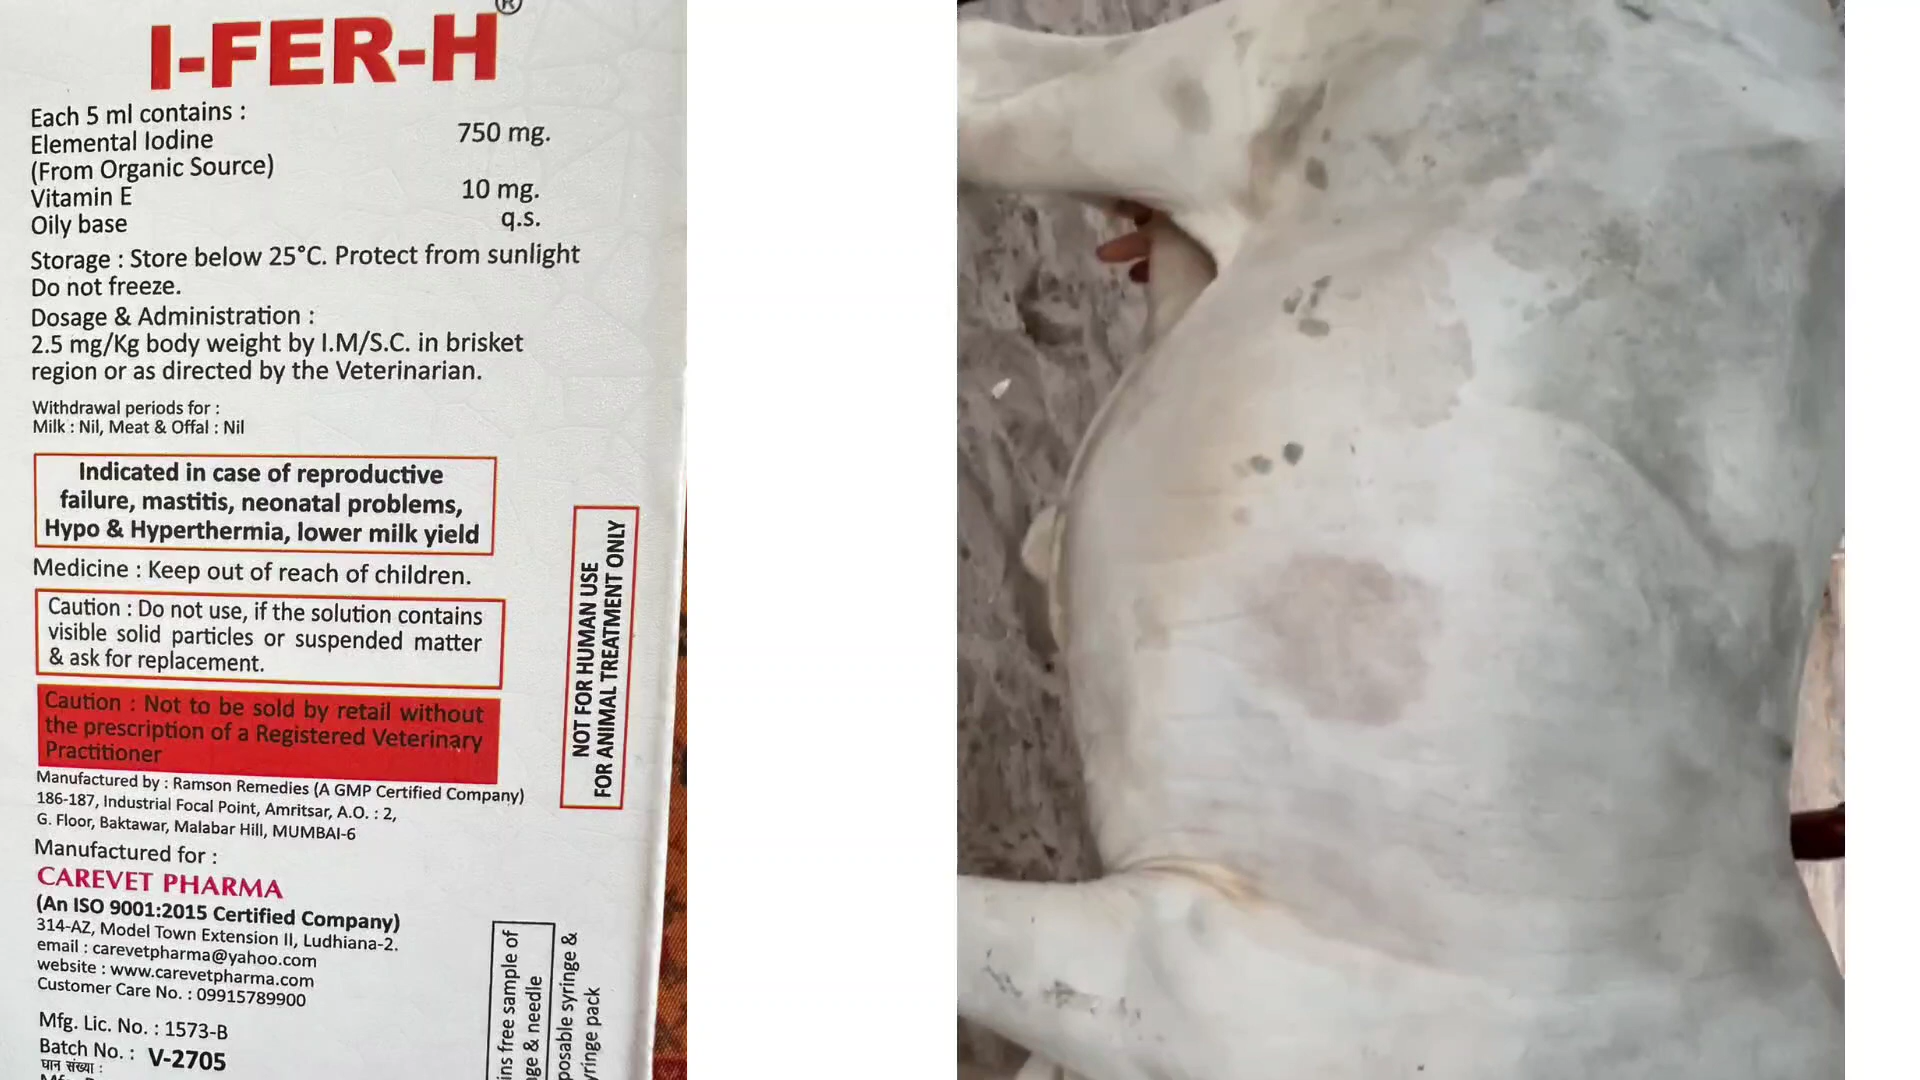 I-FER-H®
Each 5 ml contains :
Elemental Iodine 750 mg.
(From Organic Source)
Vitamin E 10 mg.
Oily base q.s.
Storage : Store below 25°C. Protect from sunlight
Do not freeze.
Dosage & Administration :
2.5 mg/Kg body weight by I.M/S.C. in brisket
region or as directed by the Veterinarian.
Withdrawal periods for :
Milk : Nil, Meat & Offal : Nil
Indicated in case of reproductive
failure, mastitis, neonatal problems,
Hypo & Hyperthermia, lower milk yield
Medicine : Keep out of reach of children.
Caution : Do not use, if the solution contains
visible solid particles or suspended matter
& ask for replacement.
Caution : Not to be sold by retail without
the prescription of a Registered Veterinary
Practitioner
NOT FOR HUMAN USE
FOR ANIMAL TREATMENT ONLY
Manufactured by : Ramson Remedies (A GMP Certified Company)
186-187, Industrial Focal Point, Amritsar, A.O. : 2,
G. Floor, Baktawar, Malabar Hill, MUMBAI-6
Manufactured for :
CAREVET PHARMA
(An ISO 9001:2015 Certified Company)
314-AZ, Model Town Extension II, Ludhiana-2.
email : carevetpharma@yahoo.com
website : www.carevetpharma.com
Customer Care No. : 09915789900
Mfg. Lic. No. : 1573-B
Batch No. : V-2705
घान संख्या :
free sample of
& needle
syringe &
pack